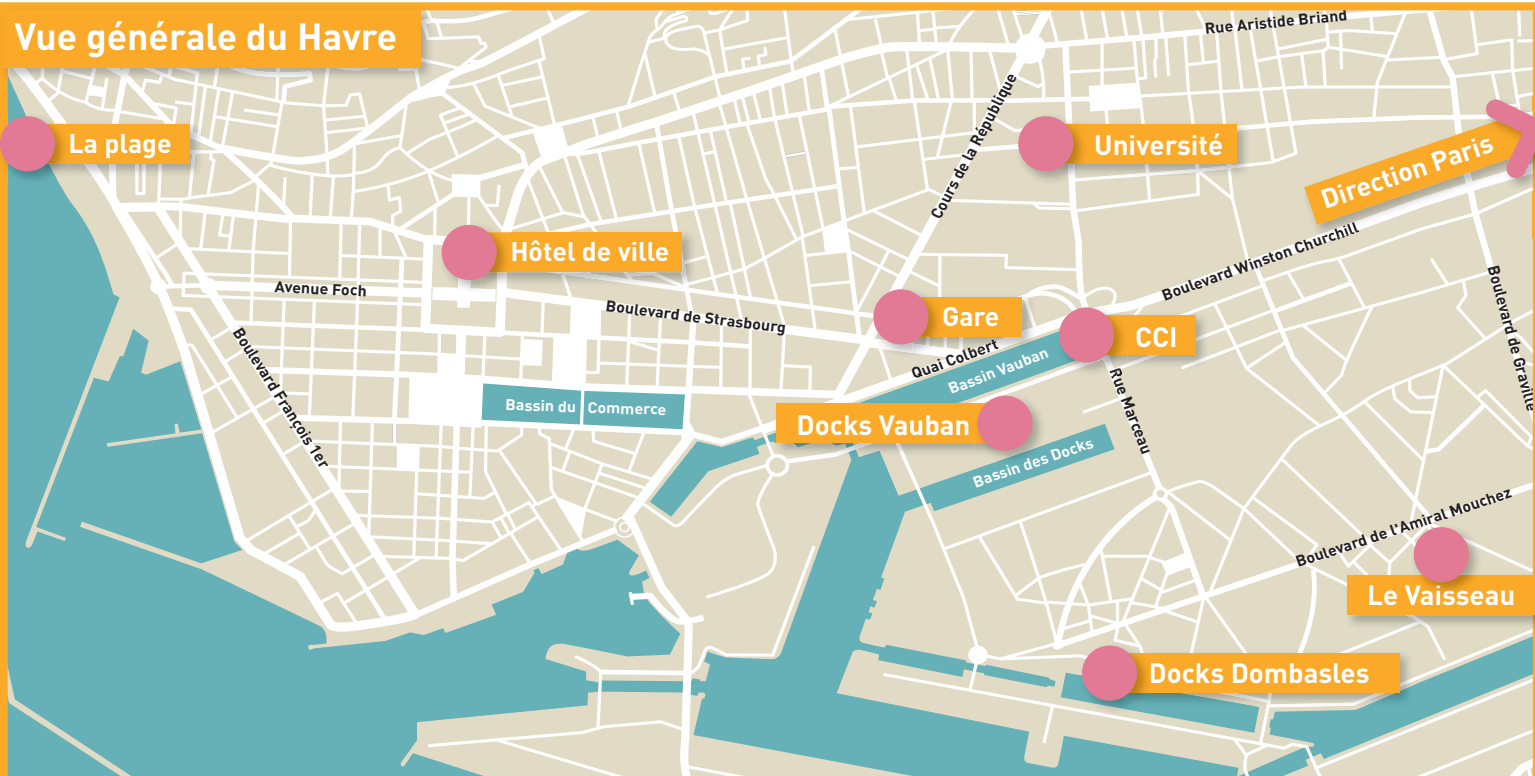 Vue générale du Havre
Rue Aristide Briand
Cours de la République
La plage
Université
Direction Paris
Hôtel de ville
Boulevard Winston Churchill
Avenue Foch
Boulevard de Strasbourg
Gare
CCI
Boulevard de Graville
Boulevard François 1er
Quai Colbert
Bassin Vauban
Rue Marceau
Bassin du Commerce
Docks Vauban
Bassin des Docks
Boulevard de l'Amiral Mouchez
Le Vaisseau
Docks Dombasles